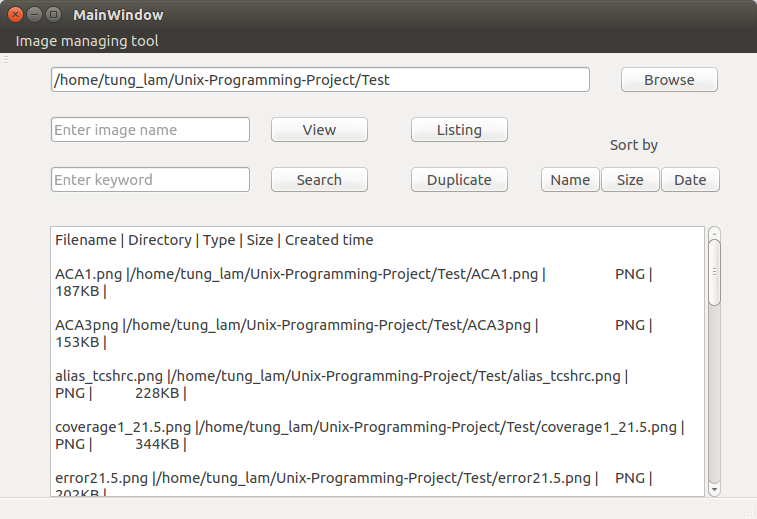 MainWindow
Image managing tool
/home/tung_lam/Unix-Programming-Project/Test
Browse
Enter image name
View
Listing
Sort by
Enter keyword
Search
Duplicate
Name
Size
Date
Filename | Directory | Type | Size | Created time
ACA1.png |/home/tung_lam/Unix-Programming-Project/Test/ACA1.png | PNG |
187KB |
ACA3png |/home/tung_lam/Unix-Programming-Project/Test/ACA3png | PNG |
153KB |
alias_tcshrc.png |/home/tung_lam/Unix-Programming-Project/Test/alias_tcshrc.png |
PNG | 228KB |
coverage1_21.5.png |/home/tung_lam/Unix-Programming-Project/Test/coverage1_21.5.png |
PNG | 344KB |
error21.5.png |/home/tung_lam/Unix-Programming-Project/Test/error21.5.png | PNG |
202KB |